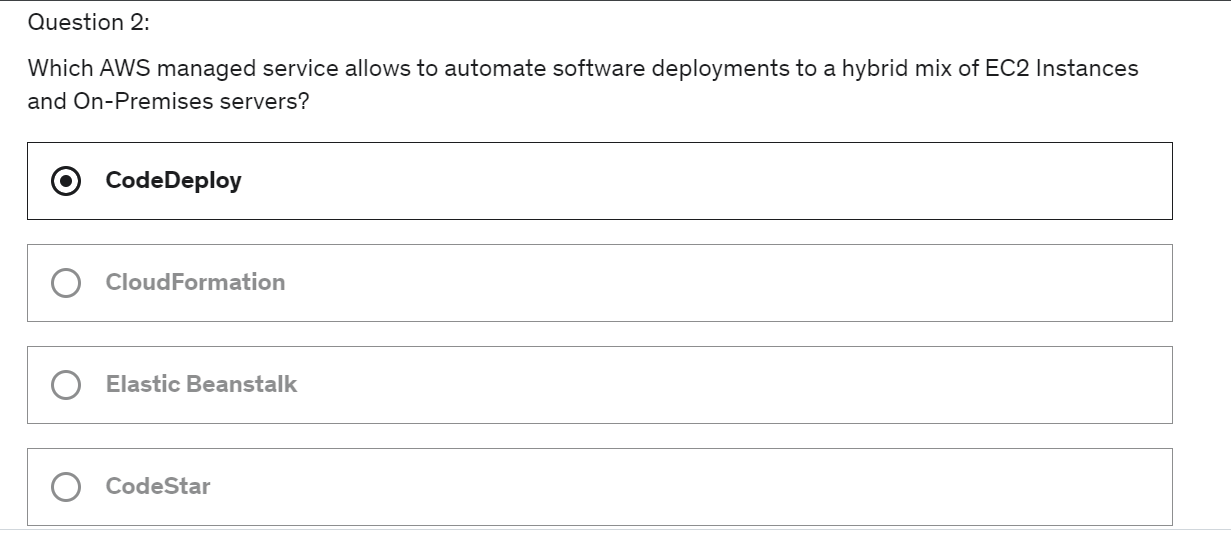 Question 2:
Which AWS managed service allows to automate software deployments to a hybrid mix of EC2 Instances
and On-Premises servers?
CodeDeploy
CloudFormation
Elastic Beanstalk
CodeStar